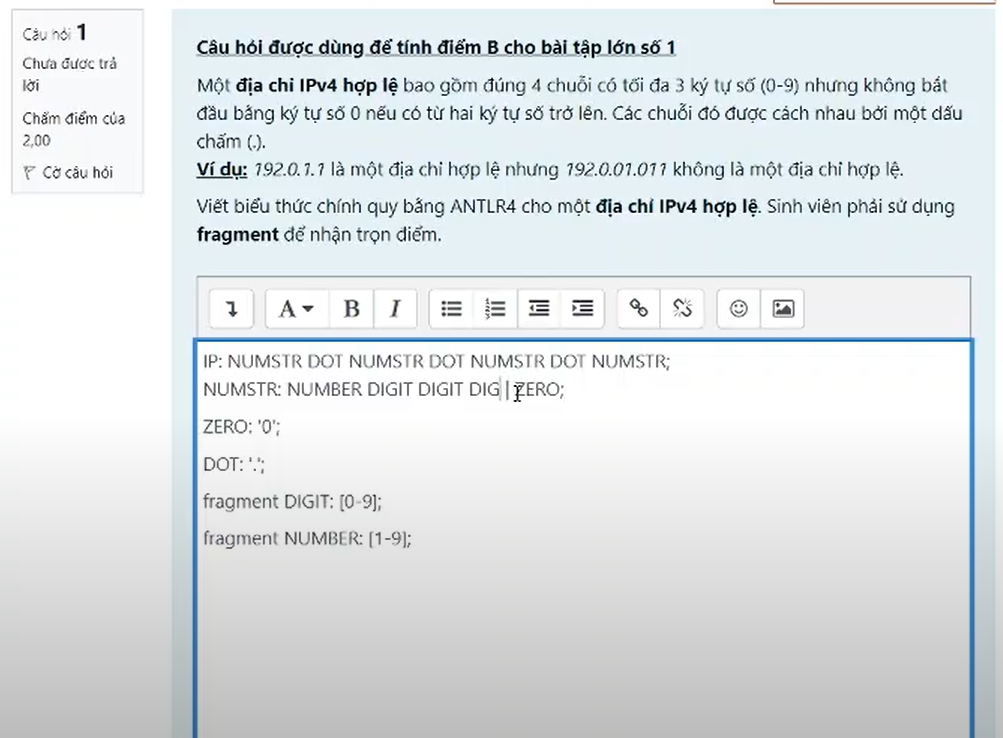 Câu hỏi 1
Chưa được trả
lời
Chấm điểm của
2,00
Cờ câu hỏi
Câu hỏi được dùng để tính điểm B cho bài tập lớn số 1
Một địa chỉ IPv4 hợp lệ bao gồm đúng 4 chuỗi có tối đa 3 ký tự số (0-9) nhưng không bắt
đầu bằng ký tự số 0 nếu có từ hai ký tự số trở lên. Các chuỗi đó được cách nhau bởi một dấu
chấm (.).
Ví dụ: 192.0.1.1 là một địa chỉ hợp lệ nhưng 192.0.01.011 không là một địa chỉ hợp lệ.
Viết biểu thức chính quy bằng ANTLR4 cho một địa chỉ IPv4 hợp lệ. Sinh viên phải sử dụng
fragment để nhận trọn điểm.
A B I
IP: NUMSTR DOT NUMSTR DOT NUMSTR DOT NUMSTR;
NUMSTR: NUMBER DIGIT DIGIT DIG | ZERO;
ZERO: '0';
DOT: '.';
fragment DIGIT: [0-9];
fragment NUMBER: [1-9];